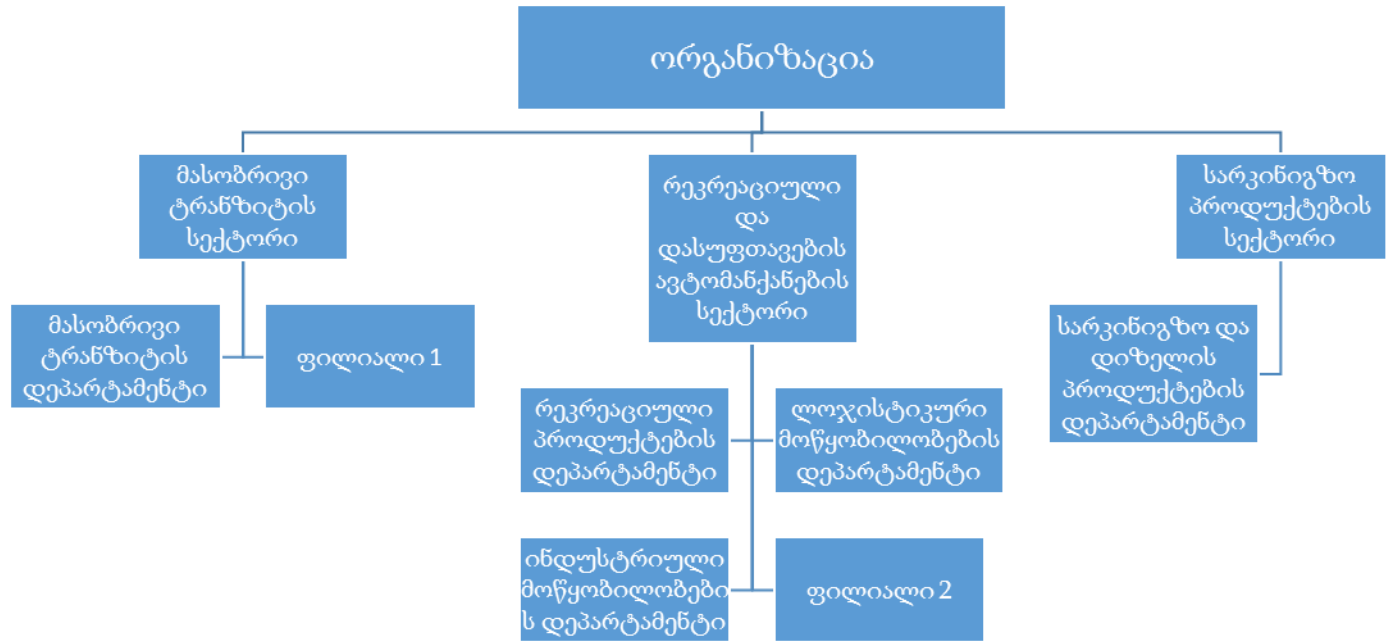 ორგანიზაცია
მასობრივი
ტრანზიტის
სექტორი
რეკრეაციული
და
დასუფთავების
ავტომანქანების
სექტორი
სარკინიგზო
პროდუქტების
სექტორი
მასობრივი
ტრანზიტის
დეპარტამენტი
ფილიალი 1
სარკინიგზო და
დიზელის
პროდუქტების
დეპარტამენტი
რეკრეაციული
პროდუქტების
დეპარტამენტი
ლოჯისტიკური
მოწყობილობების
დეპარტამენტი
ინდუსტრიული
მოწყობილობები
ს დეპარტამენტი
ფილიალი 2